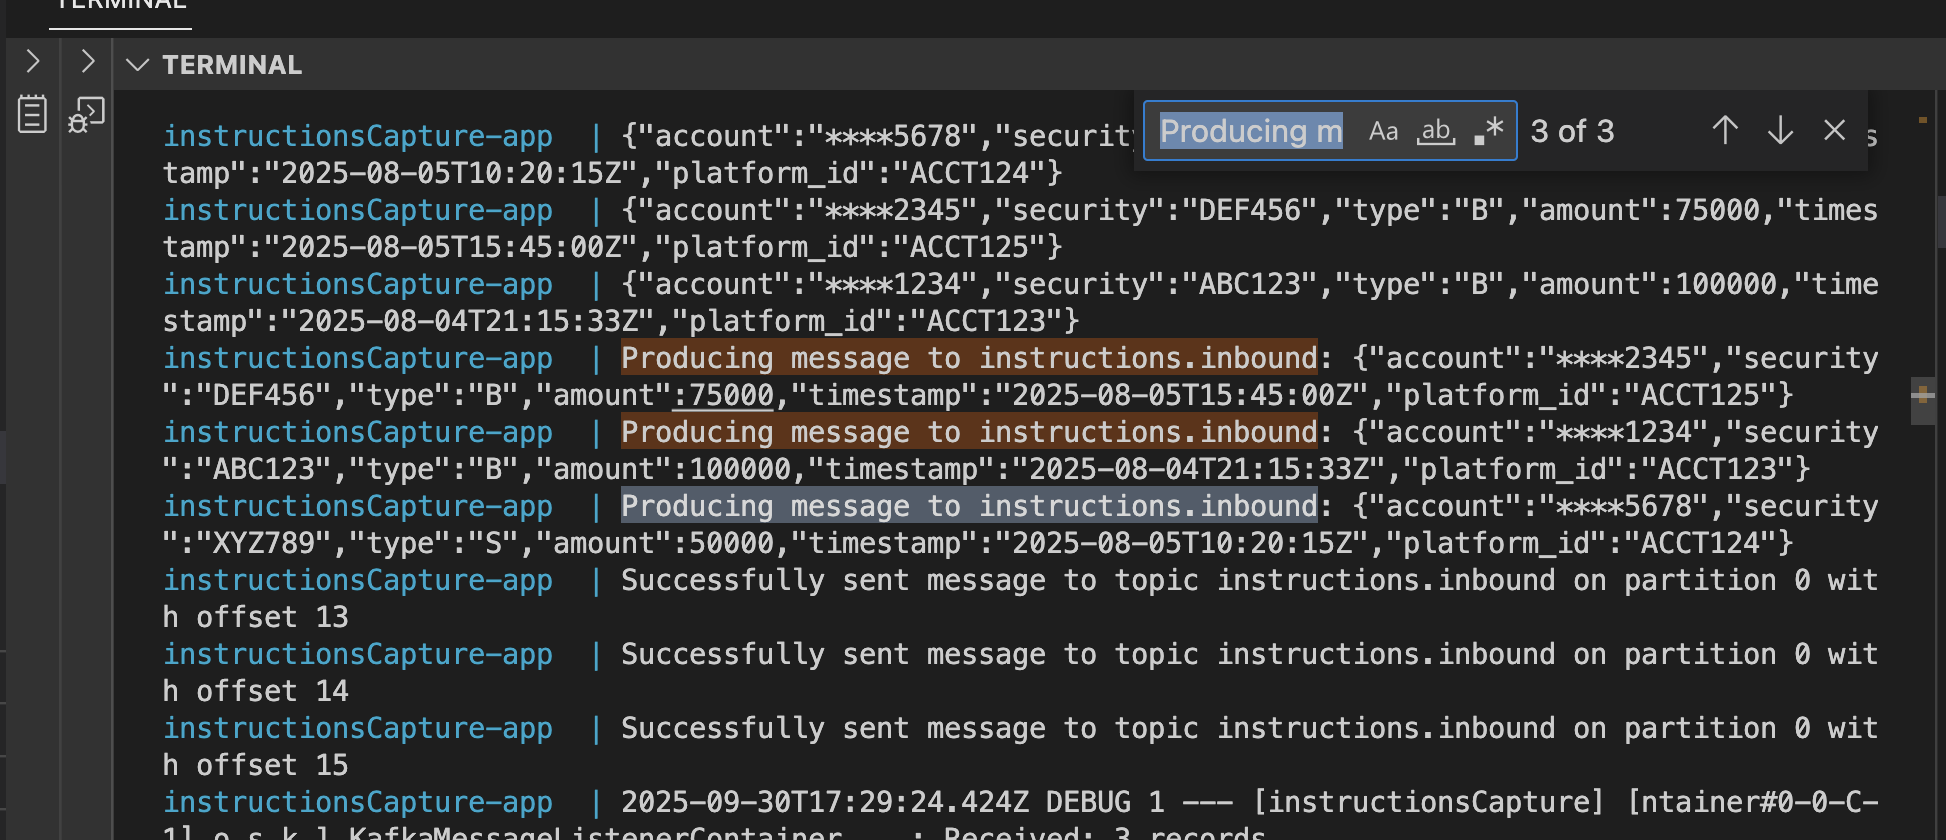 TERMINAL
TERMINAL
Producing m Aa ab .* 3 of 3
instructionsCapture-app | {"account":"****5678","security s
tamp":"2025-08-05T10:20:15Z","platform_id":"ACCT124"}
instructionsCapture-app | {"account":"****2345","security":"DEF456","type":"B","amount":75000,"times
tamp":"2025-08-05T15:45:00Z","platform_id":"ACCT125"}
instructionsCapture-app | {"account":"****1234","security":"ABC123","type":"B","amount":100000,"time
stamp":"2025-08-04T21:15:33Z","platform_id":"ACCT123"}
instructionsCapture-app | Producing message to instructions.inbound: {"account":"****2345","security
":"DEF456","type":"B","amount":75000,"timestamp":"2025-08-05T15:45:00Z","platform_id":"ACCT125"}
instructionsCapture-app | Producing message to instructions.inbound: {"account":"****1234","security
":"ABC123","type":"B","amount":100000,"timestamp":"2025-08-04T21:15:33Z","platform_id":"ACCT123"}
instructionsCapture-app | Producing message to instructions.inbound: {"account":"****5678","security
":"XYZ789","type":"S","amount":50000,"timestamp":"2025-08-05T10:20:15Z","platform_id":"ACCT124"}
instructionsCapture-app | Successfully sent message to topic instructions.inbound on partition 0 wit
h offset 13
instructionsCapture-app | Successfully sent message to topic instructions.inbound on partition 0 wit
h offset 14
instructionsCapture-app | Successfully sent message to topic instructions.inbound on partition 0 wit
h offset 15
instructionsCapture-app | 2025-09-30T17:29:24.424Z DEBUG 1 --- [instructionsCapture] [ntainer#0-0-C-
1] o.s.k.l.KafkaMessageListenerContainer : Received: 3 records